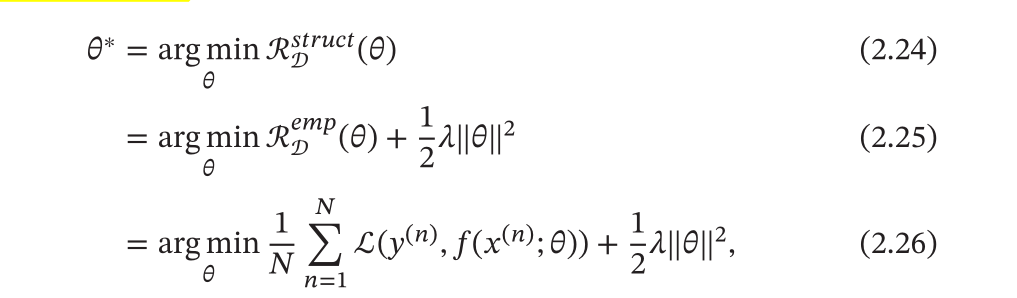 θ* = arg min_θ ℛ_𝒟^{struct}(θ) (2.24)
= arg min_θ ℛ_𝒟^{emp}(θ) + 1/2 λ||θ||² (2.25)
= arg min_θ 1/N ∑_{n=1}^{N} ℒ(y^{(n)}, f(x^{(n)}; θ)) + 1/2 λ||θ||², (2.26)